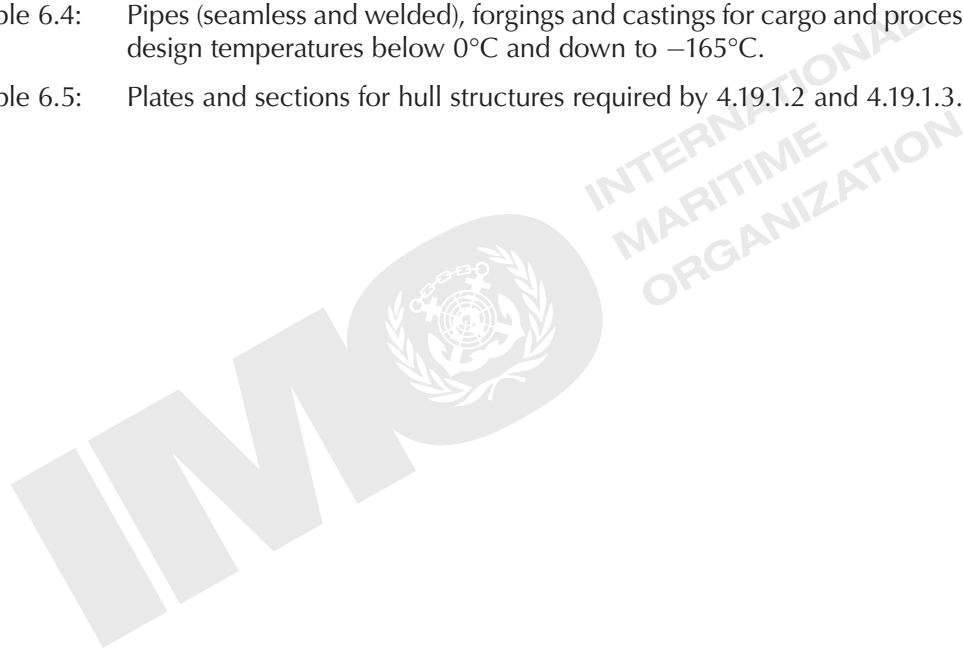 ble 6.4: Pipes (seamless and welded), forgings and castings for cargo and proces
design temperatures below 0°C and down to −165°C.
ble 6.5: Plates and sections for hull structures required by 4.19.1.2 and 4.19.1.3.
INTERNATIONAL
MARITIME
ORGANIZATION
IMO